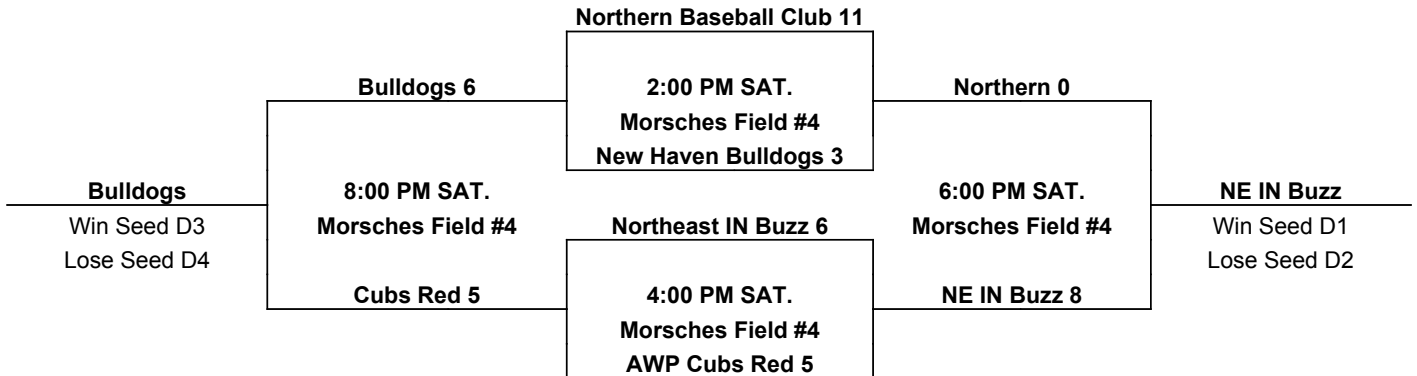 Northern Baseball Club 11
Bulldogs 6 2:00 PM SAT. Northern 0
Morsches Field #4
New Haven Bulldogs 3
Bulldogs 8:00 PM SAT. 6:00 PM SAT. NE IN Buzz
Win Seed D3 Morsches Field #4 Northeast IN Buzz 6 Morsches Field #4 Win Seed D1
Lose Seed D4 Lose Seed D2
Cubs Red 5 4:00 PM SAT. NE IN Buzz 8
Morsches Field #4
AWP Cubs Red 5